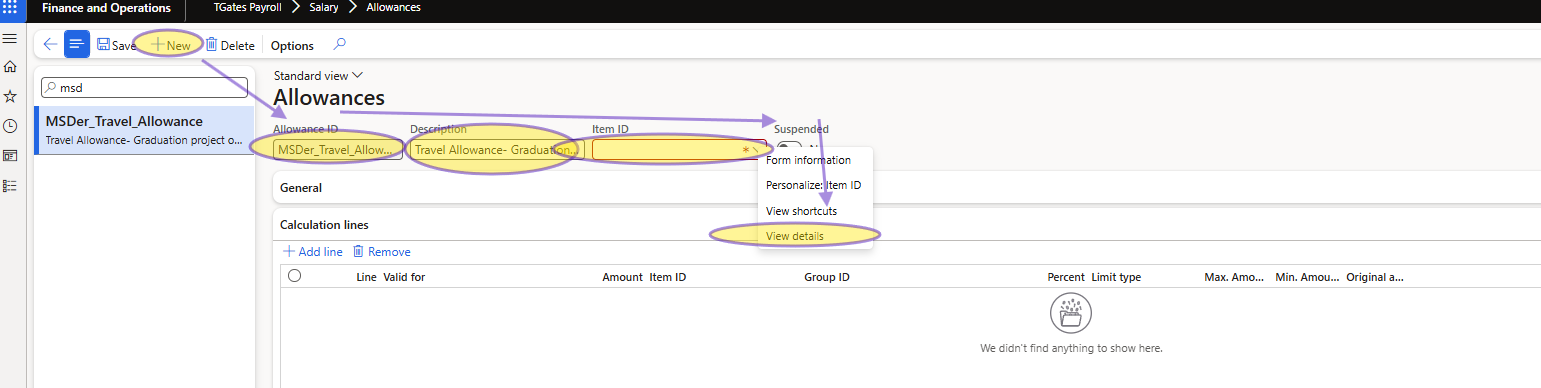 Finance and Operations TGates Payroll Salary Allowances
Save New Delete Options
msd
MSDer_Travel_Allowance
Travel Allowance- Graduation project o...
Standard view
Allowances
Allowance ID Description Item ID Suspended
MSDer_Travel_Allow... Travel Allowance- Graduation... *
Form information
Personalize: Item ID
View shortcuts
View details
General
Calculation lines
Add line Remove
Line Valid for Amount Item ID Group ID Percent Limit type Max. Amo... Min. Amou... Original a...
We didn't find anything to show here.